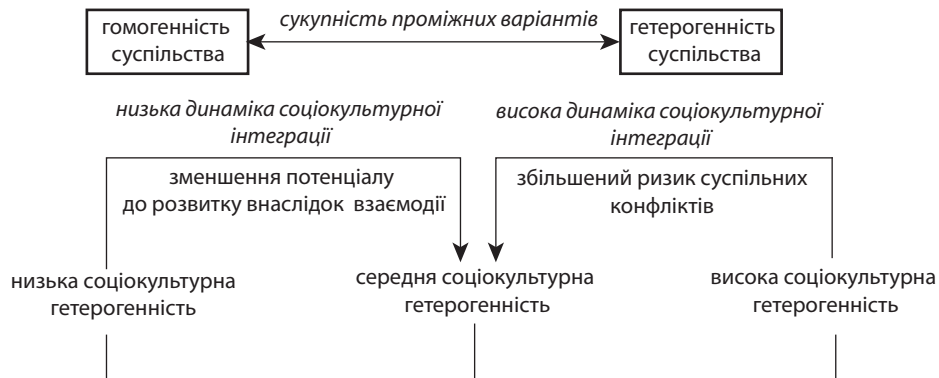 гомогенність
суспільства
сукупність проміжних варіантів
гетерогенність
суспільства
низька динаміка соціокультурної
інтеграції
висока динаміка соціокультурної
інтеграції
зменшення потенціалу
до розвитку внаслідок взаємодії
збільшений ризик суспільних
конфліктів
низька соціокультурна
гетерогенність
середня соціокультурна
гетерогенність
висока соціокультурна
гетерогенність